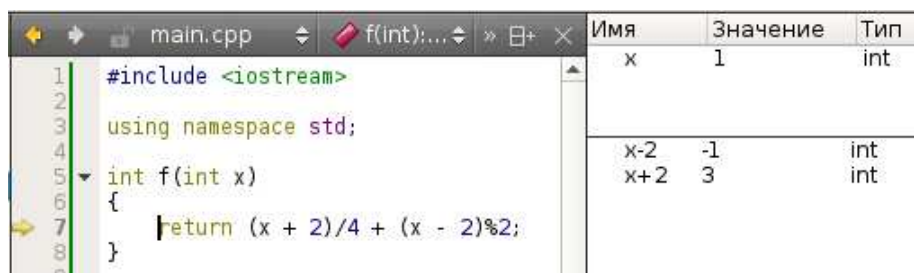 main.cpp f(int):... »
Имя Значение Тип
x 1 int
x-2 -1 int
x+2 3 int
1 #include <iostream>
2
3 using namespace std;
4
5 int f(int x)
6 {
7 return (x + 2)/4 + (x - 2)%2;
8 }